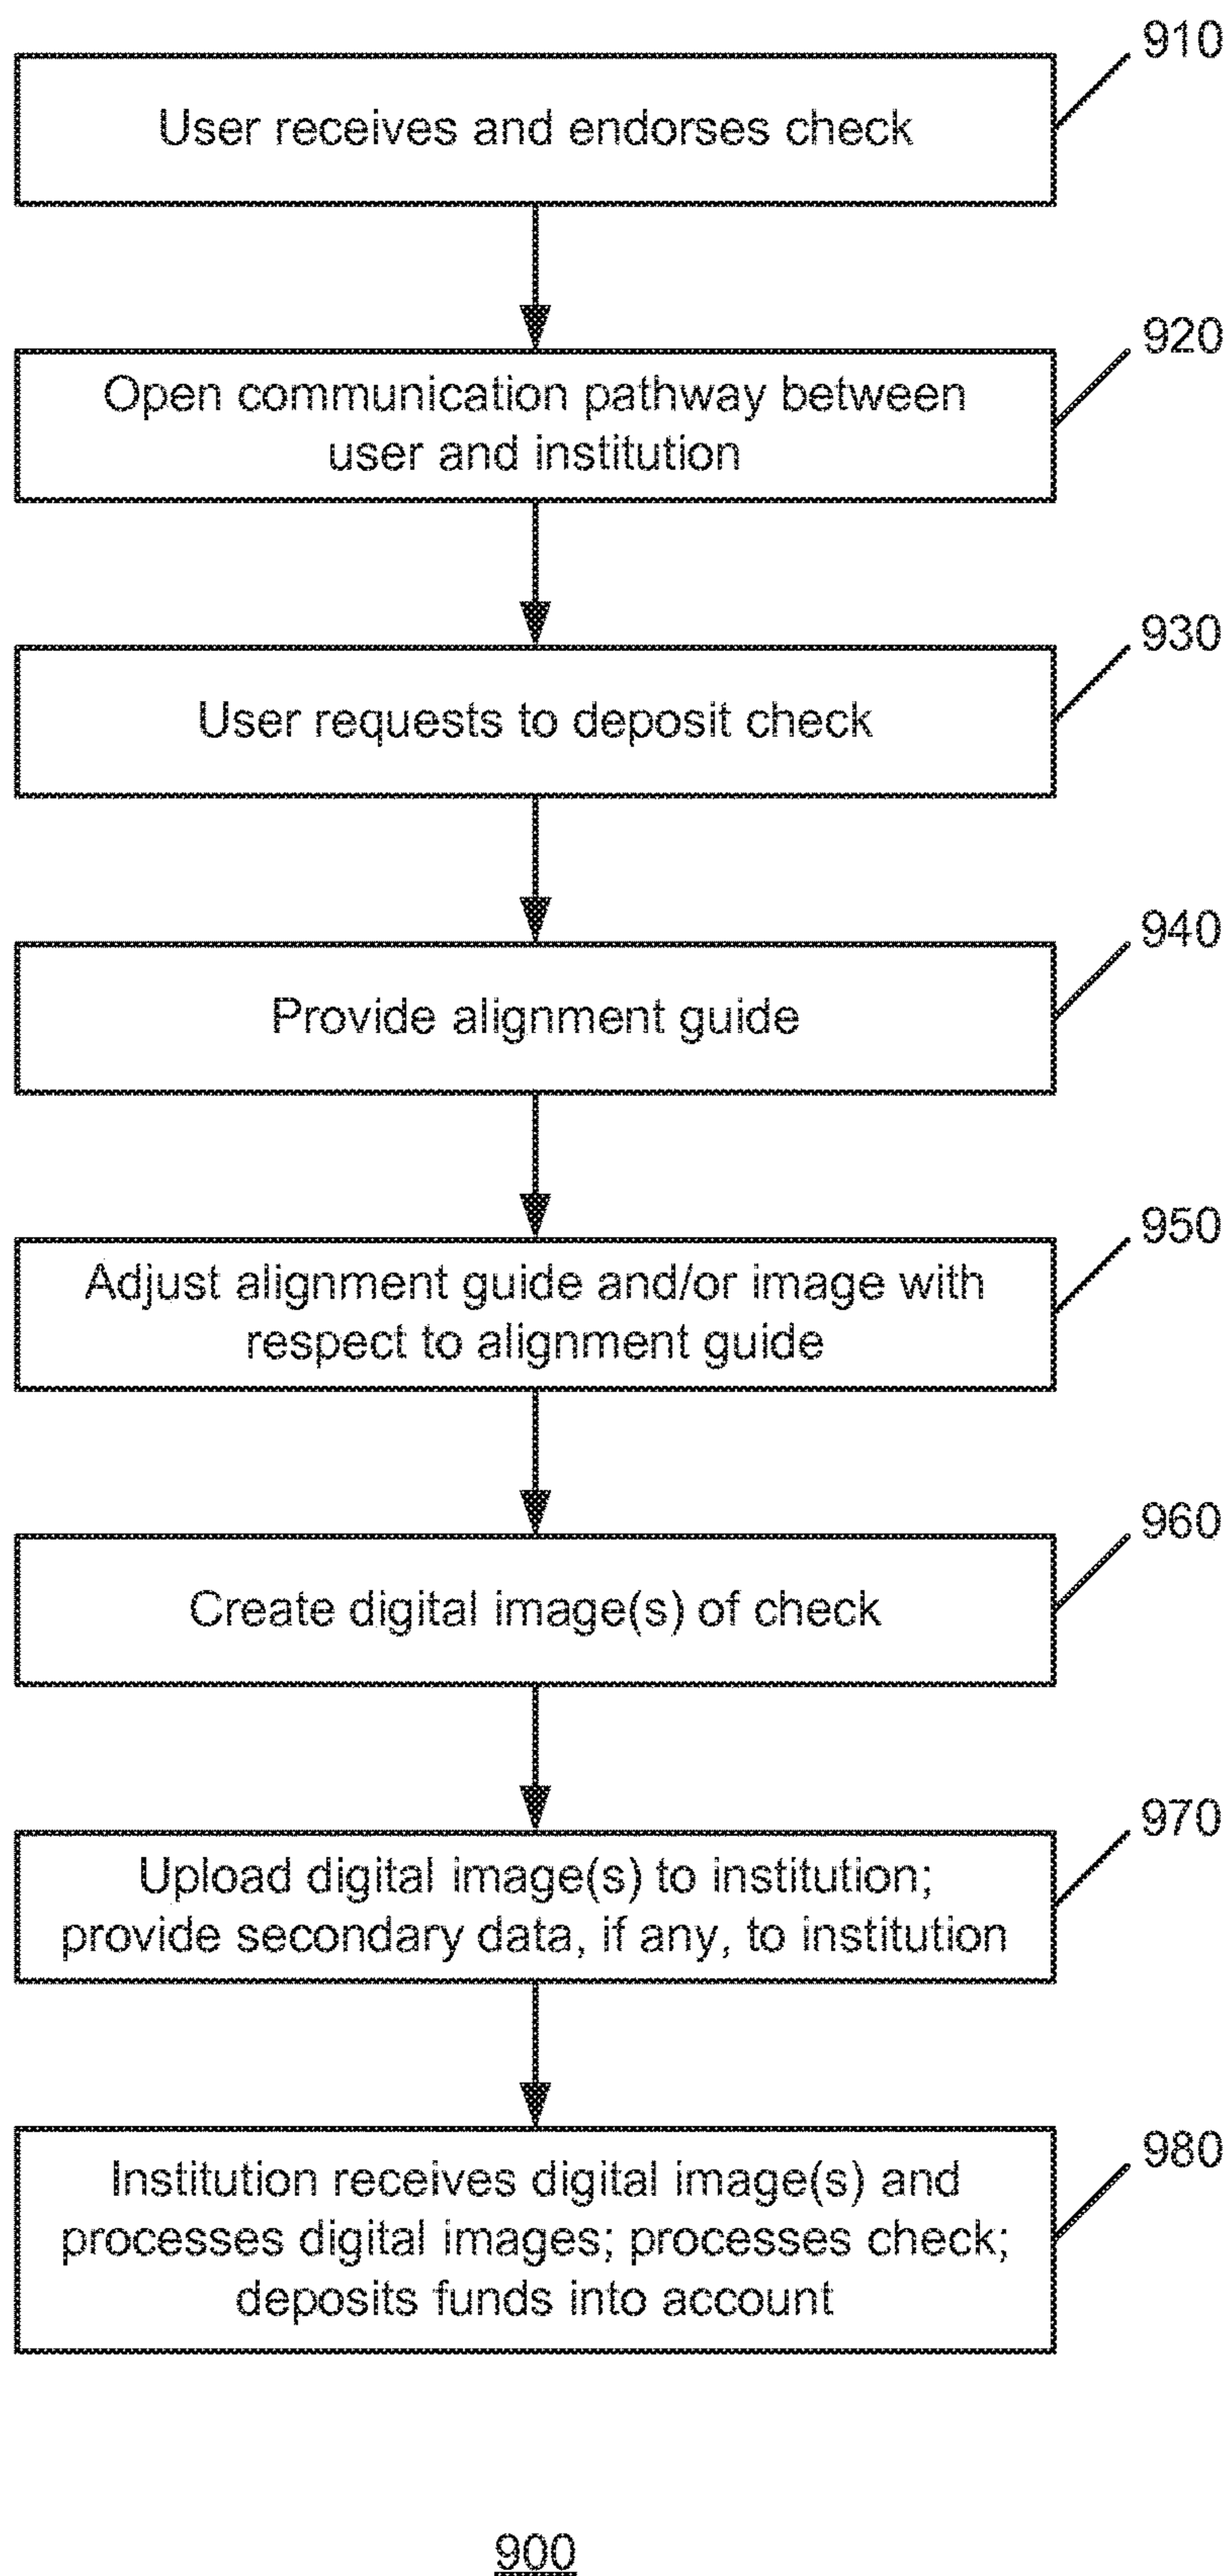 910
User receives and endorses check
920
Open communication pathway between
user and institution
930
User requests to deposit check
940
Provide alignment guide
950
Adjust alignment guide and/or image with
respect to alignment guide
960
Create digital image(s) of check
970
Upload digital image(s) to institution;
provide secondary data, if any, to institution
980
Institution receives digital image(s) and
processes digital images; processes check;
deposits funds into account
900